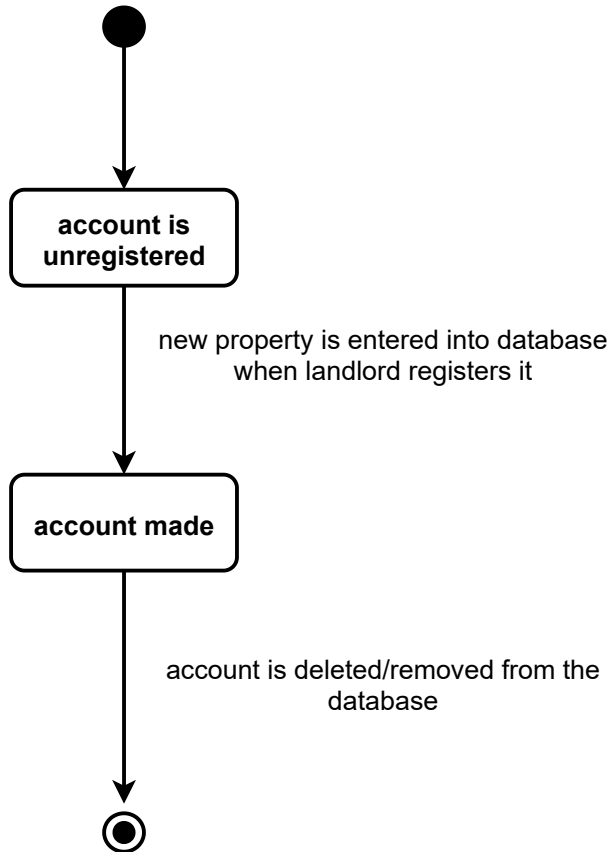 account is
unregistered
new property is entered into database
when landlord registers it
account made
account is deleted/removed from the
database